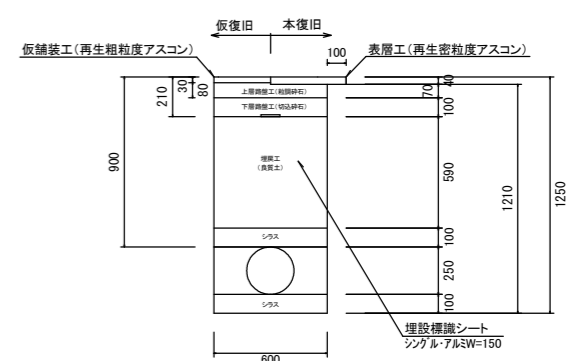 仮復旧
本復旧
仮舗装工(再生粗粒度アスコン)
100
表層工(再生密粒度アスコン)
210
30
80
上層路盤工(粒調砕石)
下層路盤工(切込砕石)
70
40
100
900
埋戻工
(良質土)
590
1210
1250
シラス
100
250
シラス
100
埋設標識シート
シングル・アルミW=150
600